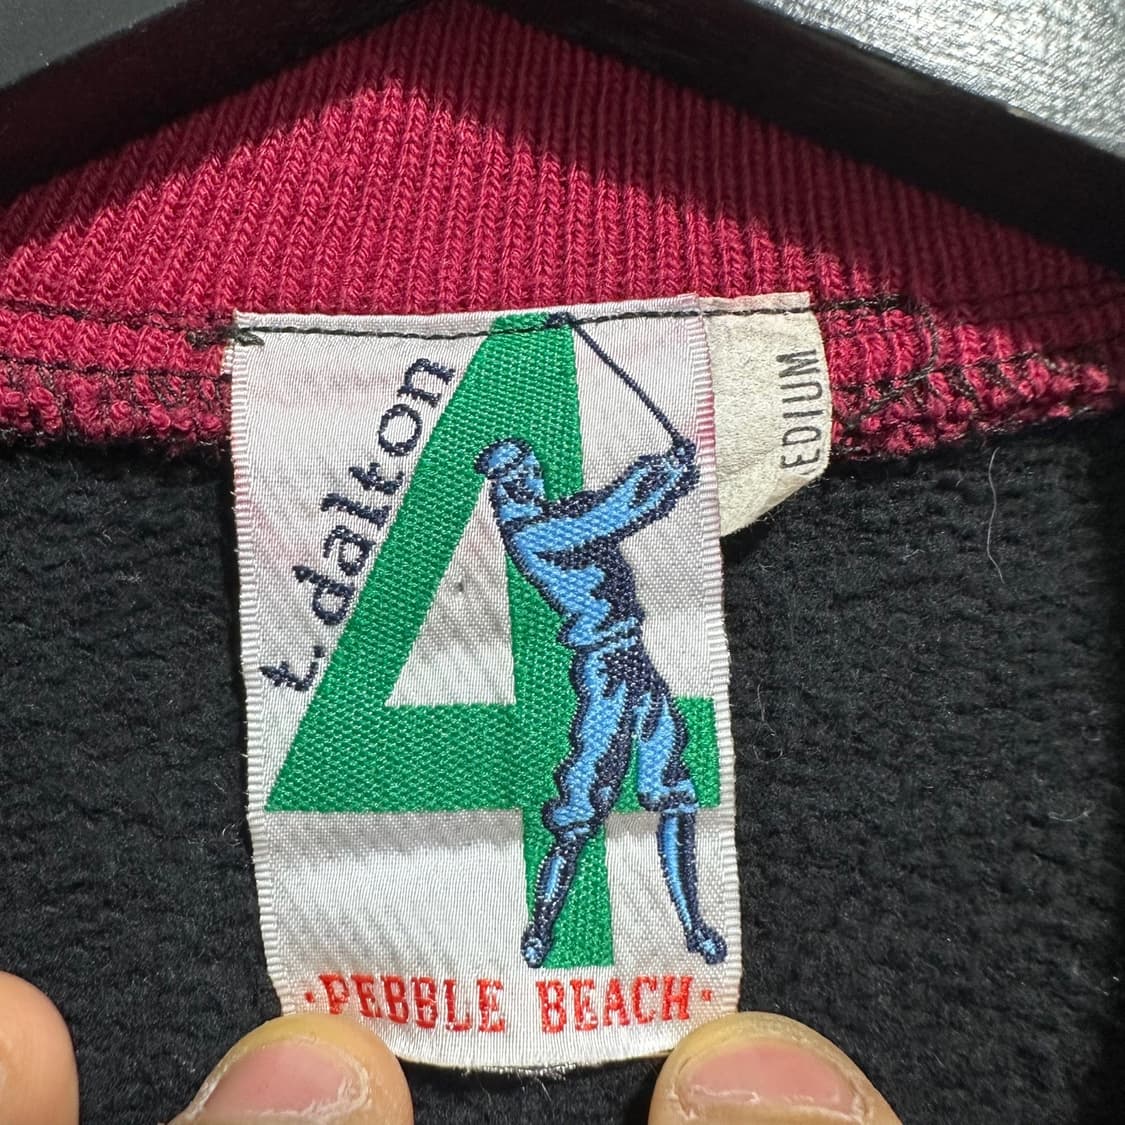 t. dalton
4
EDIUM
·PEBBLE BEACH·